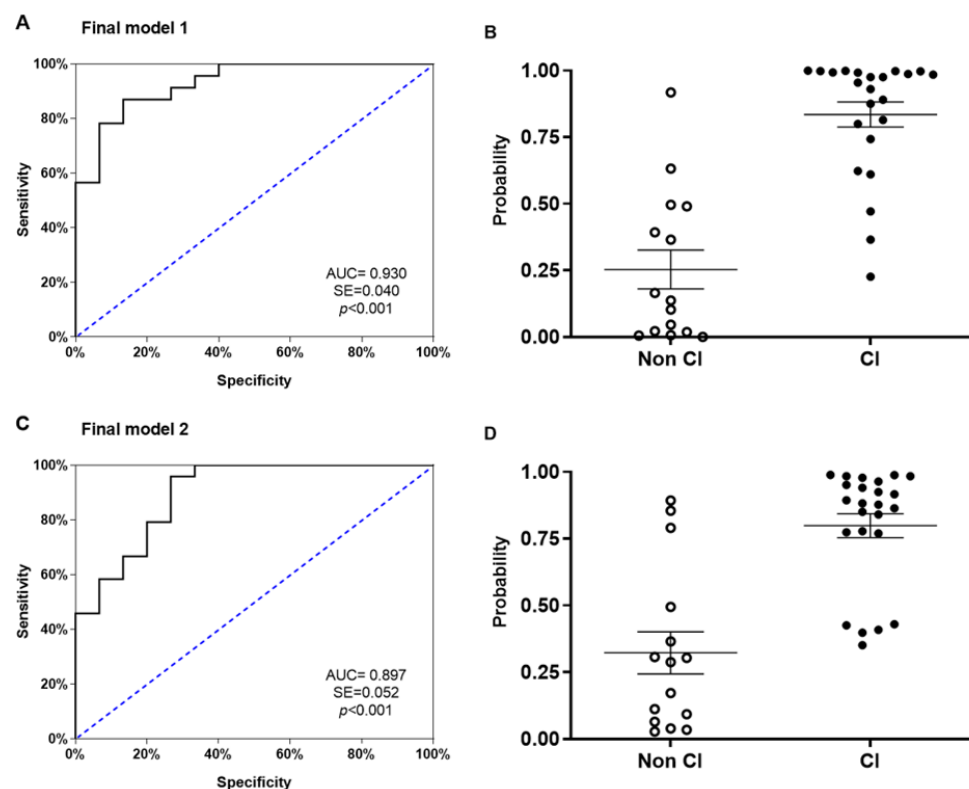 A
Final model 1
100%
80%
60%
40%
20%
0%
Sensitivity
AUC= 0.930
SE=0.040
p<0.001
0% 20% 40% 60% 80% 100%
Specificity
B
1.00
0.75
0.50
0.25
0.00
Probability
Non CI CI
C
Final model 2
100%
80%
60%
40%
20%
0%
Sensitivity
AUC= 0.897
SE=0.052
p<0.001
0% 20% 40% 60% 80% 100%
Specificity
D
1.00
0.75
0.50
0.25
0.00
Probability
Non CI CI